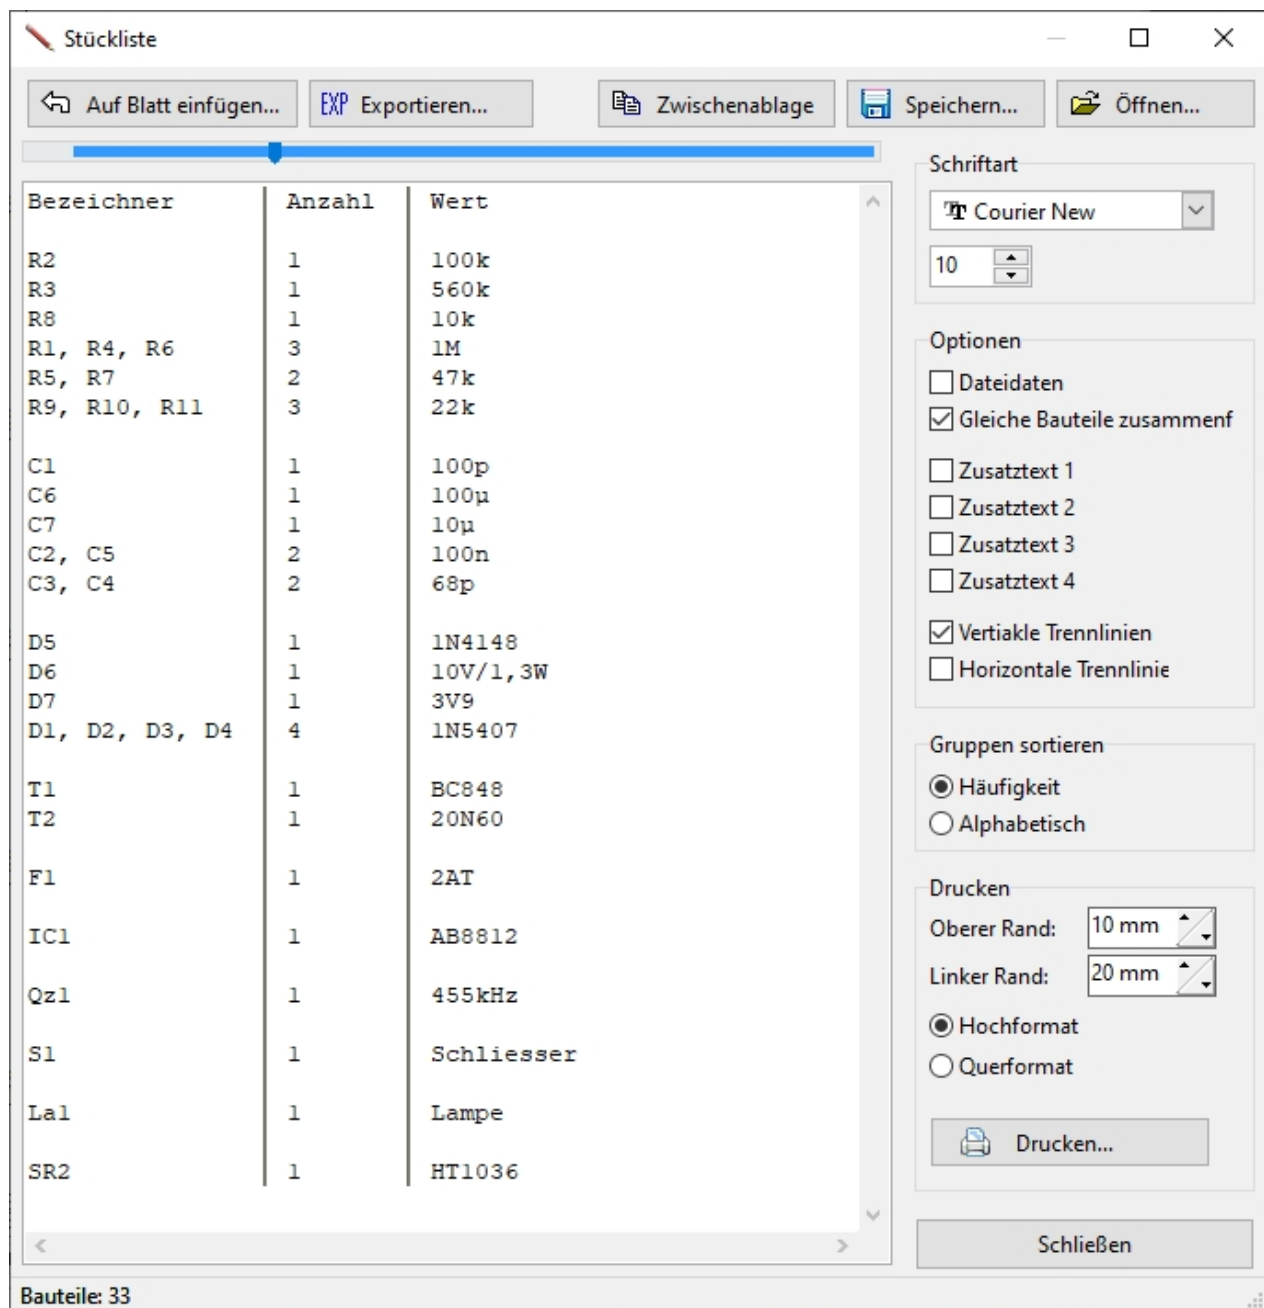 Stückliste
Auf Blatt einfügen... EXP Exportieren... Zwischenablage Speichern... Öffnen...
Bezeichner Anzahl Wert
R2 1 100k
R3 1 560k
R8 1 10k
R1, R4, R6 3 1M
R5, R7 2 47k
R9, R10, R11 3 22k
C1 1 100p
C6 1 100µ
C7 1 10µ
C2, C5 2 100n
C3, C4 2 68p
D5 1 1N4148
D6 1 10V/1,3W
D7 1 3V9
D1, D2, D3, D4 4 1N5407
T1 1 BC848
T2 1 20N60
F1 1 2AT
IC1 1 AB8812
Qz1 1 455kHz
S1 1 Schliesser
La1 1 Lampe
SR2 1 HT1036
Schriftart
Courier New
10
Optionen
Dateidaten
Gleiche Bauteile zusammenf
Zusatztext 1
Zusatztext 2
Zusatztext 3
Zusatztext 4
Vertiakle Trennlinien
Horizontale Trennlinie
Gruppen sortieren
Häufigkeit
Alphabetisch
Drucken
Oberer Rand: 10 mm
Linker Rand: 20 mm
Hochformat
Querformat
Drucken...
Schließen
Bauteile: 33